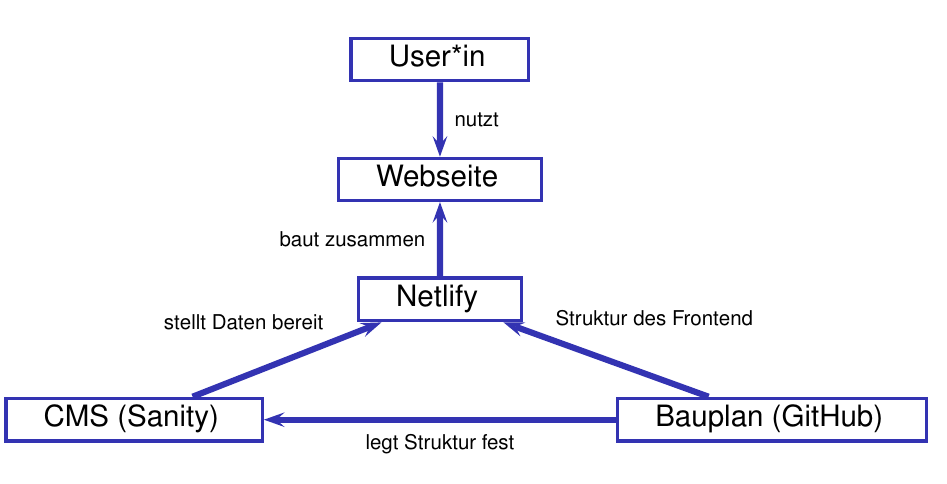 User*in
nutzt
Webseite
baut zusammen
Netlify
stellt Daten bereit
Struktur des Frontend
CMS (Sanity)
Bauplan (GitHub)
legt Struktur fest